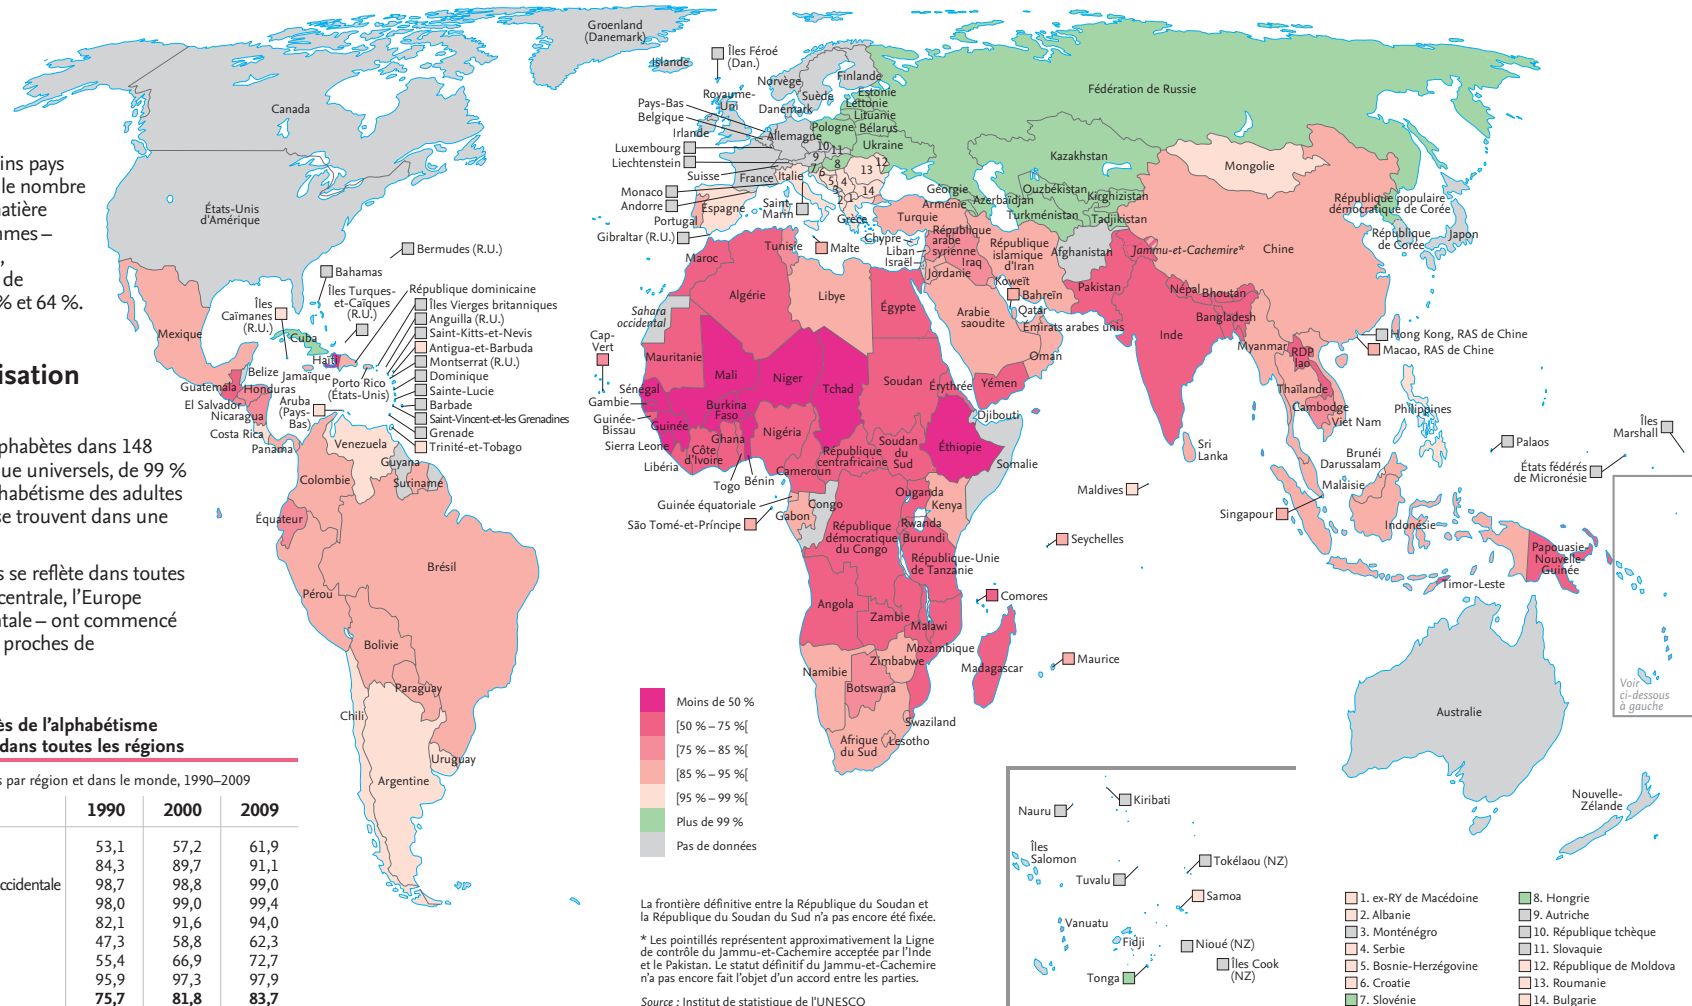 ins pays
le nombre
natière
nmes –
,
de
% et 64 %.
isation
phabètes dans 148
que universels, de 99 %
habétisme des adultes
se trouvent dans une
s se reflète dans toutes
centrale, l'Europe
ntale – ont commencé
proches de
ès de l'alphabétisme
dans toutes les régions
s par région et dans le monde, 1990–2009
1990 2000 2009
53,1 57,2 61,9
84,3 89,7 91,1
ccidentale 98,7 98,8 99,0
98,0 99,0 99,4
82,1 91,6 94,0
47,3 58,8 62,3
55,4 66,9 72,7
95,9 97,3 97,9
75,7 81,8 83,7
Groenland
(Danemark)
Canada
États-Unis
d'Amérique
Bermudes (R.U.)
Bahamas
Îles Turques-
et-Caïques
(R.U.)
République dominicaine
Îles Vierges britanniques
Anguilla (R.U.)
Saint-Kitts-et-Nevis
Antigua-et-Barbuda
Montserrat (R.U.)
Dominique
Sainte-Lucie
Barbade
Saint-Vincent-et-les Grenadines
Grenade
Trinité-et-Tobago
Îles
Caïmanes
(R.U.)
Mexique
Cuba
Haïti
Belize
Jamaïque
Porto Rico
(États-Unis)
Guatemala
Honduras
El Salvador
Nicaragua
Aruba
(Pays-
Bas)
Costa Rica
Panama
Venezuela
Guyana
Suriname
Colombie
Équateur
Brésil
Pérou
Bolivie
Paraguay
Chili
Uruguay
Argentine
Islande
Îles Féroé
(Dan.)
Norvège
Finlande
Suède
Royaume-
Uni
Danemark
Estonie
Lettonie
Lituanie
Pays-Bas
Belgique
Irlande
Pologne
Bélarus
Allemagne
Luxembourg
Liechtenstein
Ukraine
Suisse
France
Italie
Monaco
Andorre
Saint-
Marin
Portugal
Espagne
Gibraltar (R.U.)
Grèce
10
11
9
8
12
7
6
13
5
4
3
14
2
1
Fédération de Russie
Kazakhstan
Mongolie
Géorgie
Arménie
Azerbaïdjan
Ouzbékistan
Kirghizistan
Turkménistan
Tadjikistan
Turquie
Chypre
Liban
Israël
République
arabe
syrienne
Iraq
Jordanie
République
islamique
d'Iran
Afghanistan
Jammu-et-Cachemire*
Chine
République populaire
démocratique de Corée
République
de Corée
Japon
Koweït
Bahreïn
Qatar
Émirats arabes unis
Arabie
saoudite
Oman
Yémen
Pakistan
Népal
Bhoutan
Bangladesh
Inde
Myanmar
RDP
lao
Thaïlande
Cambodge
Viet Nam
Hong Kong, RAS de Chine
Macao, RAS de Chine
Philippines
Sri
Lanka
Brunéi
Darussalam
Malaisie
Maldives
Singapour
Indonésie
Timor-Leste
Papouasie-
Nouvelle-
Guinée
Palaos
Îles
Marshall
États fédérés
de Micronésie
Australie
Nouvelle-
Zélande
Voir
ci-dessous
à gauche
Maroc
Tunisie
Malte
Algérie
Libye
Égypte
Sahara
occidental
Cap-
Vert
Mauritanie
Mali
Niger
Tchad
Soudan
Érythrée
Djibouti
Sénégal
Gambie
Guinée-
Bissau
Guinée
Sierra Leone
Libéria
Burkina
Faso
Côte
d'Ivoire
Ghana
Togo
Bénin
Nigéria
Cameroun
République
centrafricaine
Soudan
du
Sud
Éthiopie
Somalie
Guinée équatoriale
São Tomé-et-Príncipe
Gabon
Congo
République
démocratique
du Congo
Ouganda
Kenya
Rwanda
Burundi
République-Unie
de Tanzanie
Seychelles
Comores
Angola
Zambie
Malawi
Mozambique
Madagascar
Maurice
Namibie
Zimbabwe
Botswana
Swaziland
Lesotho
Afrique
du Sud
Moins de 50 %
[50 % – 75 %[
[75 % – 85 %[
[85 % – 95 %[
[95 % – 99 %[
Plus de 99 %
Pas de données
La frontière définitive entre la République du Soudan et
la République du Soudan du Sud n'a pas encore été fixée.
* Les pointillés représentent approximativement la Ligne
de contrôle du Jammu-et-Cachemire acceptée par l'Inde
et le Pakistan. Le statut définitif du Jammu-et-Cachemire
n'a pas encore fait l'objet d'un accord entre les parties.
Source : Institut de statistique de l'UNESCO
Nauru
Kiribati
Îles
Salomon
Tuvalu
Tokélaou (NZ)
Samoa
Vanuatu
Fidji
Nioué (NZ)
Îles Cook
(NZ)
Tonga
1. ex-RY de Macédoine
2. Albanie
3. Monténégro
4. Serbie
5. Bosnie-Herzégovine
6. Croatie
7. Slovénie
8. Hongrie
9. Autriche
10. République tchèque
11. Slovaquie
12. République de Moldova
13. Roumanie
14. Bulgarie